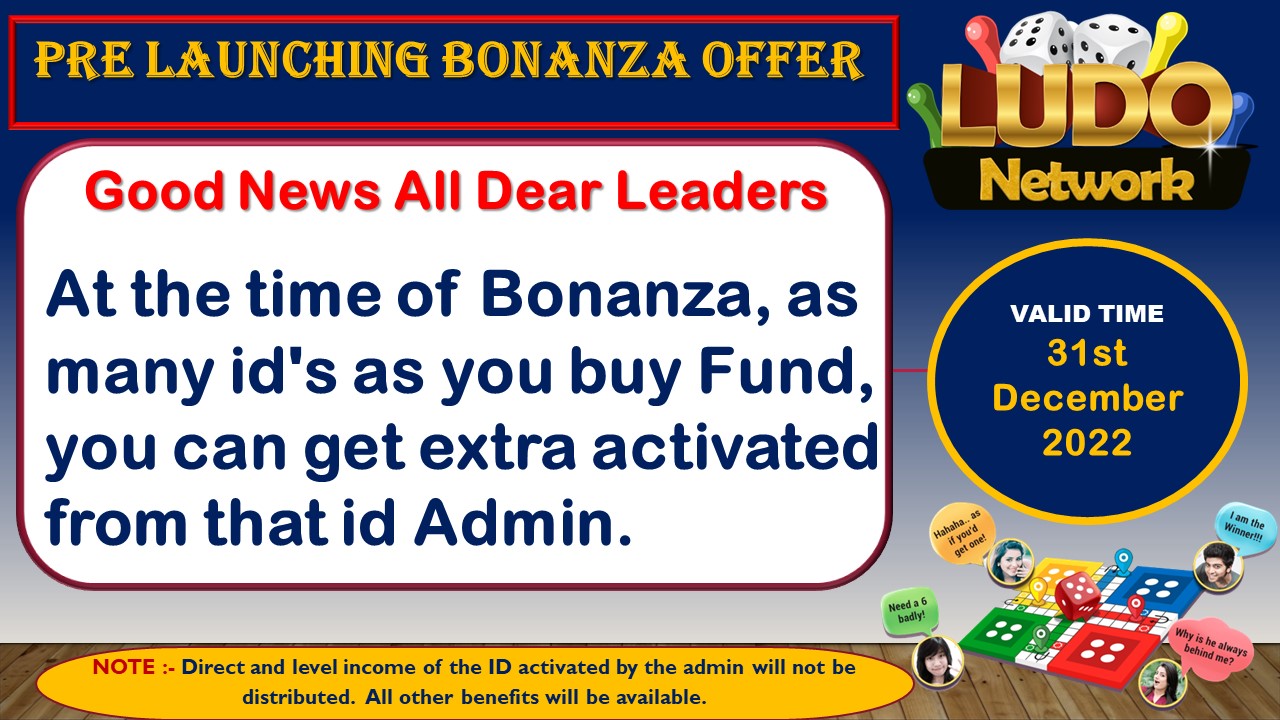 PRE LAUNCHING BONANZA OFFER
LUDO
Network
Good News All Dear Leaders
At the time of Bonanza, as
many id's as you buy Fund,
you can get extra activated
from that id Admin.
VALID TIME
31st
December
2022
Hahaha.. as
if you'd
get one!
I am the
Winner!!!
Need a 6
badly!
Why is he always
behind me?
NOTE :- Direct and level income of the ID activated by the admin will not be
distributed. All other benefits will be available.